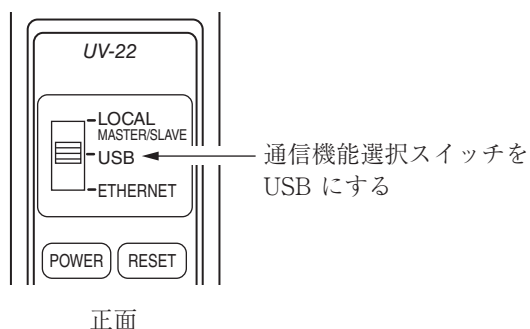 UV-22
LOCAL
MASTER/SLAVE
USB
ETHERNET
通信機能選択スイッチを
USB にする
POWER
RESET
正面